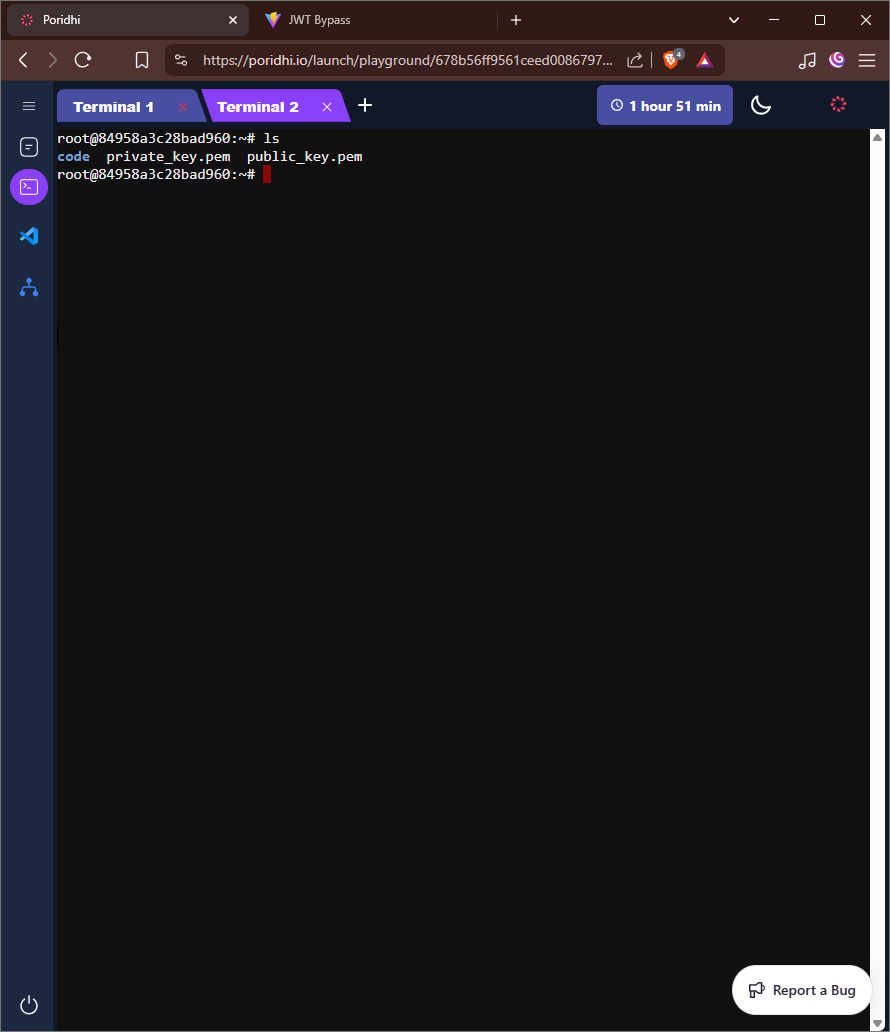 Poridhi
JWT Bypass
https://poridhi.io/launch/playground/678b56ff9561ceed0086797...
4
Terminal 1
Terminal 2
1 hour 51 min
root@84958a3c28bad960:~# ls
code private_key.pem public_key.pem
root@84958a3c28bad960:~#
Report a Bug